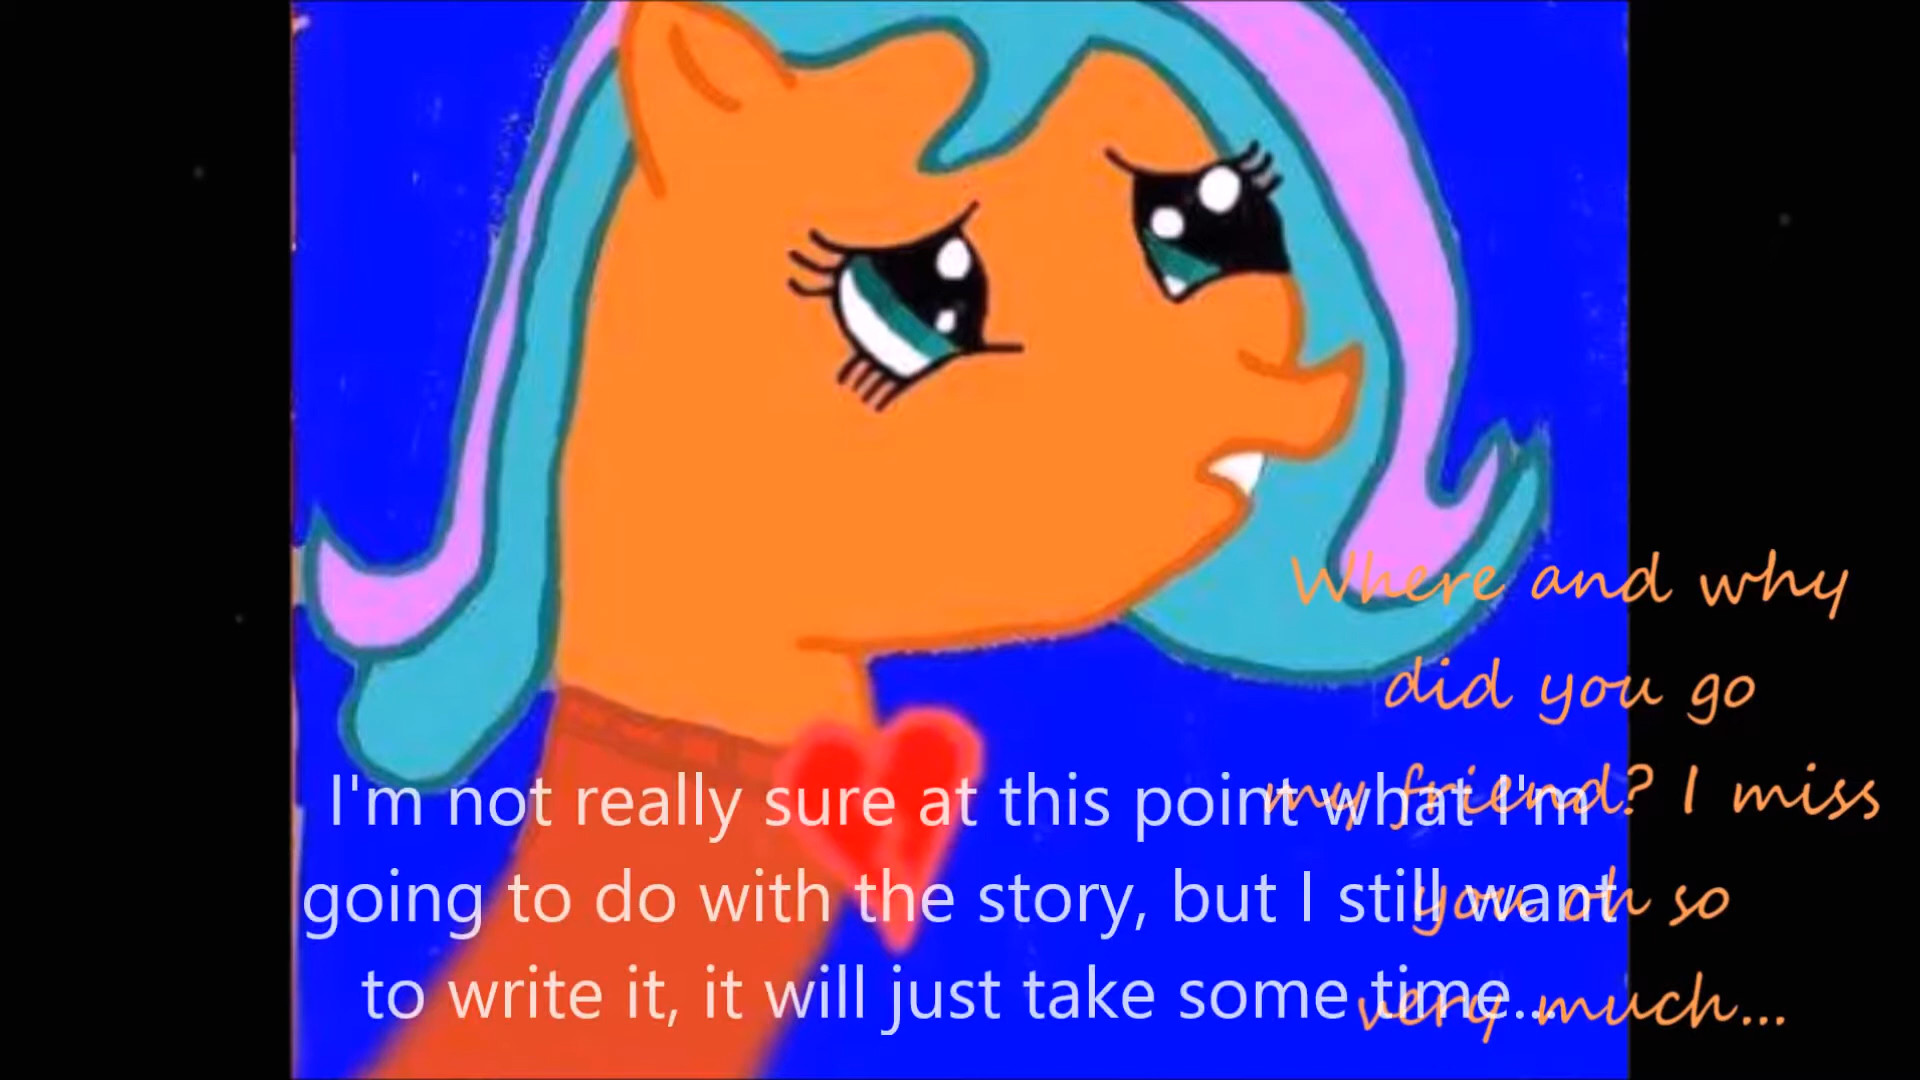 Where and why
did you go
my friend? I miss
you oh so
very much...
I'm not really sure at this point what I'm
going to do with the story, but I still want
to write it, it will just take some time...